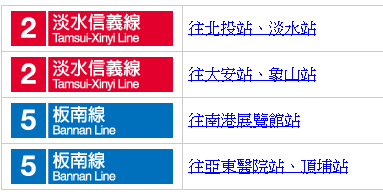 2 淡水信義線
Tamsui-Xinyi Line
往北投站、淡水站
2 淡水信義線
Tamsui-Xinyi Line
往大安站、象山站
5 板南線
Bannan Line
往南港展覽館站
5 板南線
Bannan Line
往亞東醫院站、頂埔站